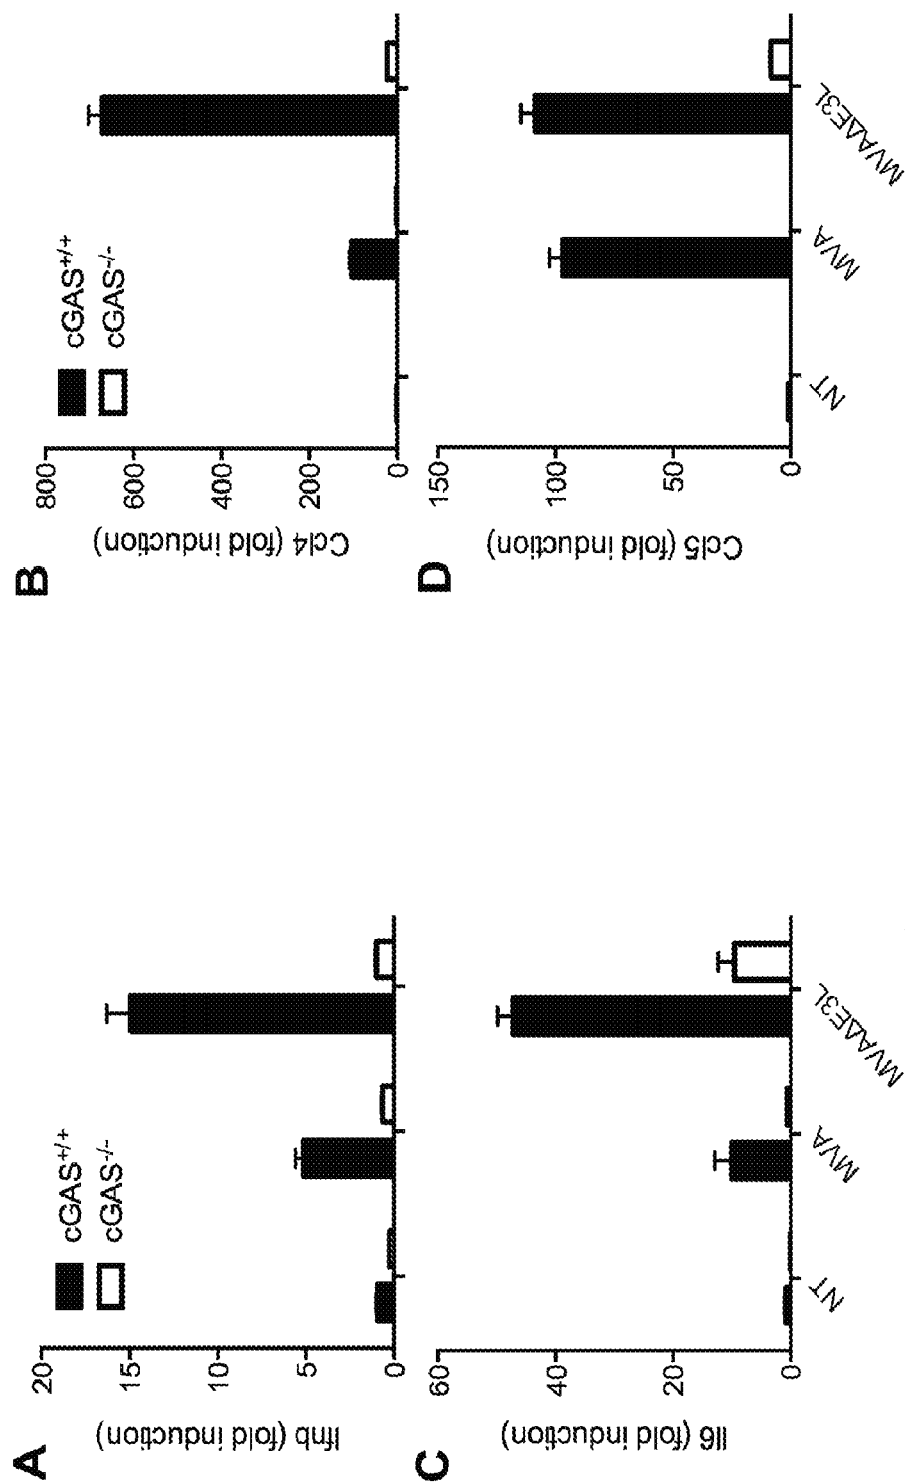 A
cGAS+/+
cGAS-/-
Ifnb (fold induction)
20
15
10
5
0
B
cGAS+/+
cGAS-/-
Ccl4 (fold induction)
800
600
400
200
0
C
Il6 (fold induction)
60
40
20
0
NT
MVA
MVAΔE3L
D
Ccl5 (fold induction)
150
100
50
0
NT
MVA
MVAΔE3L